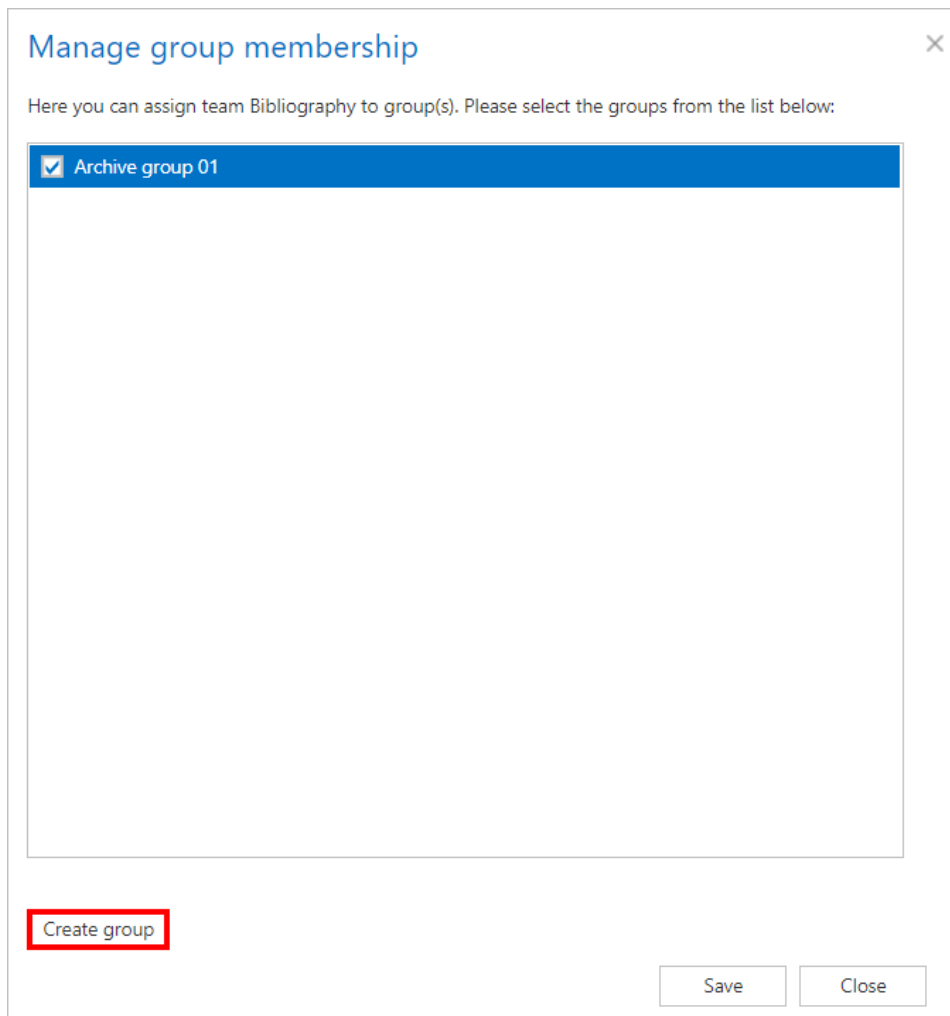 Manage group membership
Here you can assign team Bibliography to group(s). Please select the groups from the list below:
Archive group 01
Create group
Save
Close